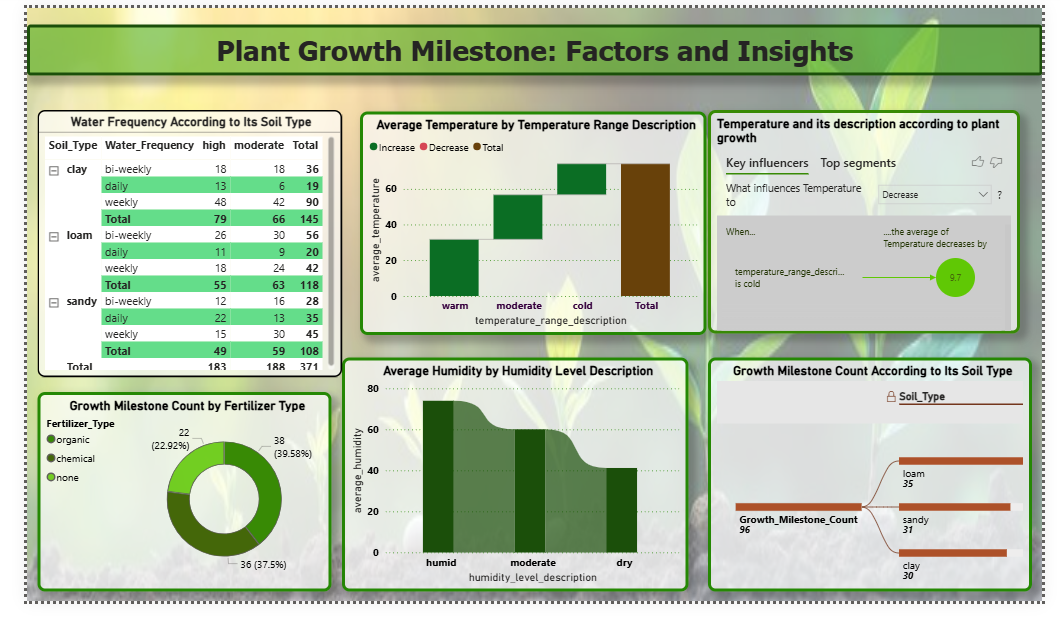 Plant Growth Milestone: Factors and Insights
Water Frequency According to Its Soil Type
Soil_Type Water_Frequency high moderate Total
clay bi-weekly 18 18 36
daily 13 6 19
weekly 48 42 90
Total 79 66 145
loam bi-weekly 26 30 56
daily 11 9 20
weekly 18 24 42
Total 55 63 118
sandy bi-weekly 12 16 28
daily 22 13 35
weekly 15 30 45
Total 49 59 108
Total 183 188 371
Average Temperature by Temperature Range Description
Increase Decrease Total
average_temperature
60
40
20
0
warm moderate cold Total
temperature_range_description
Temperature and its description according to plant
growth
Key influencers Top segments
What influences Temperature
to
Decrease
?
When...
....the average of
Temperature decreases by
temperature_range_descri...
is cold
9.7
Growth Milestone Count by Fertilizer Type
Fertilizer_Type
organic
chemical
none
22
(22.92%)
38
(39.58%)
36 (37.5%)
Average Humidity by Humidity Level Description
average_humidity
80
60
40
20
0
humid moderate dry
humidity_level_description
Growth Milestone Count According to Its Soil Type
Soil_Type
Growth_Milestone_Count
96
loam
35
sandy
31
clay
30